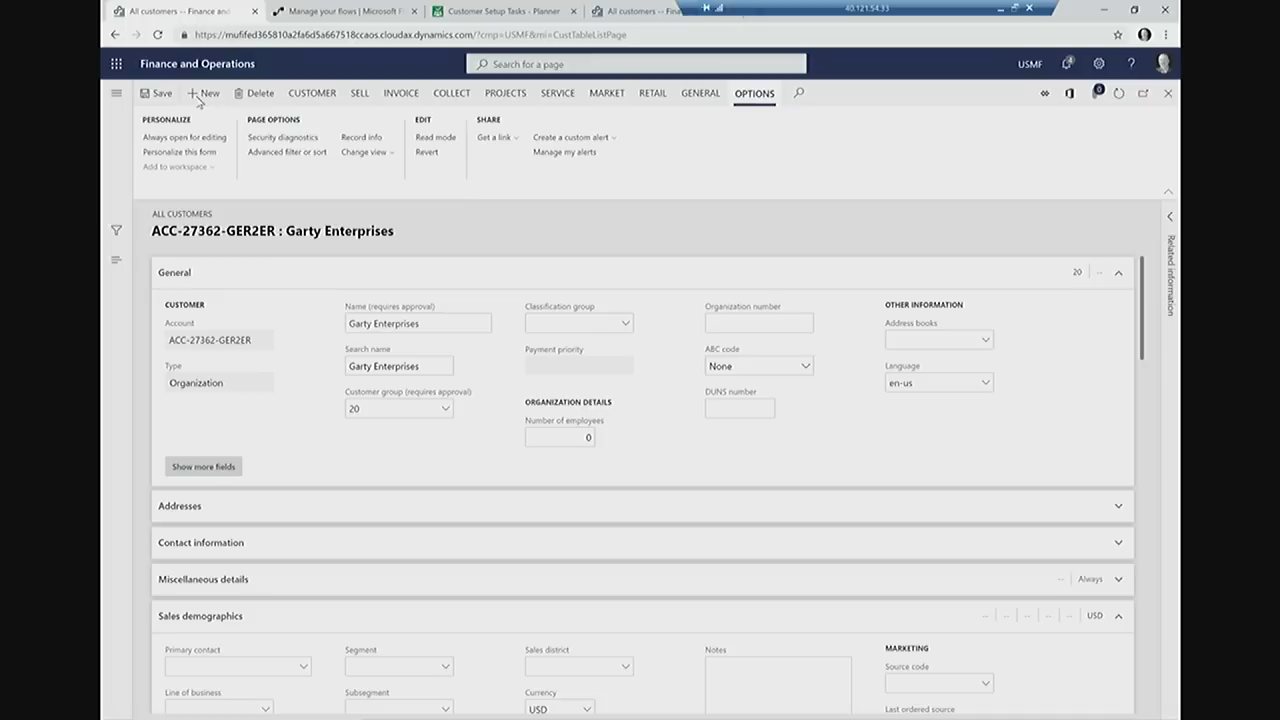 All customers -- Finance and
Manage your flows | Microsoft F
Customer Setup Tasks - Planner
All customers -- Fina
40.121.54.33
https://mufifed365810a2fa6d5a667518ccaos.cloudax.dynamics.com/?cmp=USMF&mi=CustTableListPage
Finance and Operations
Search for a page
USMF
Save
New
Delete
CUSTOMER
SELL
INVOICE
COLLECT
PROJECTS
SERVICE
MARKET
RETAIL
GENERAL
OPTIONS
0
PERSONALIZE
Always open for editing
Personalize this form
Add to workspace
PAGE OPTIONS
Security diagnostics
Advanced filter or sort
Record info
Change view
EDIT
Read mode
Revert
SHARE
Get a link
Create a custom alert
Manage my alerts
ALL CUSTOMERS
ACC-27362-GER2ER : Garty Enterprises
Related information
General
20
--
CUSTOMER
Account
ACC-27362-GER2ER
Type
Organization
Name (requires approval)
Garty Enterprises
Search name
Garty Enterprises
Customer group (requires approval)
20
Classification group
Payment priority
ORGANIZATION DETAILS
Number of employees
0
Organization number
ABC code
None
DUNS number
OTHER INFORMATION
Address books
Language
en-us
Show more fields
Addresses
Contact information
Miscellaneous details
--
Always
Sales demographics
-- -- -- -- -- USD
Primary contact
Line of business
Segment
Subsegment
Sales district
Currency
USD
Notes
MARKETING
Source code
Last ordered source